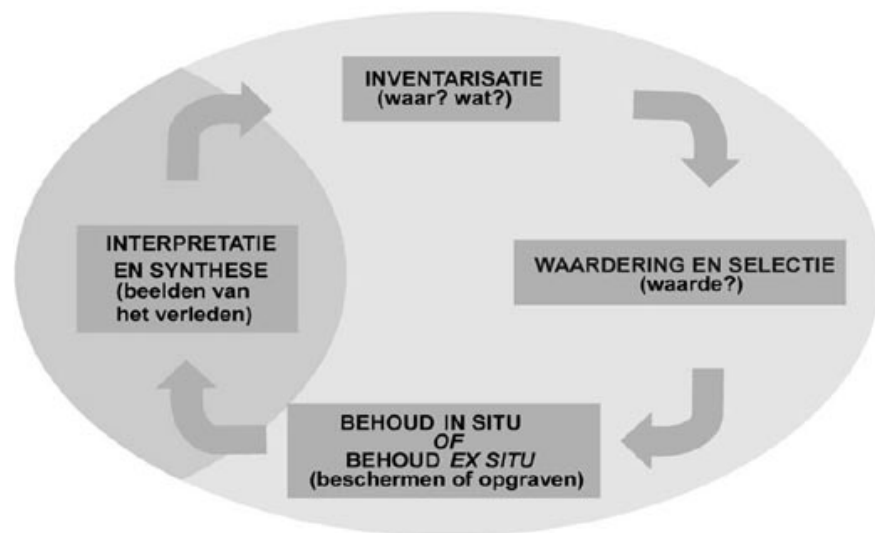 INVENTARISATIE
(waar? wat?)
WAARDERING EN SELECTIE
(waarde?)
BEHOUD IN SITU
OF
BEHOUD EX SITU
(beschermen of opgraven)
INTERPRETATIE
EN SYNTHESE
(beelden van
het verleden)